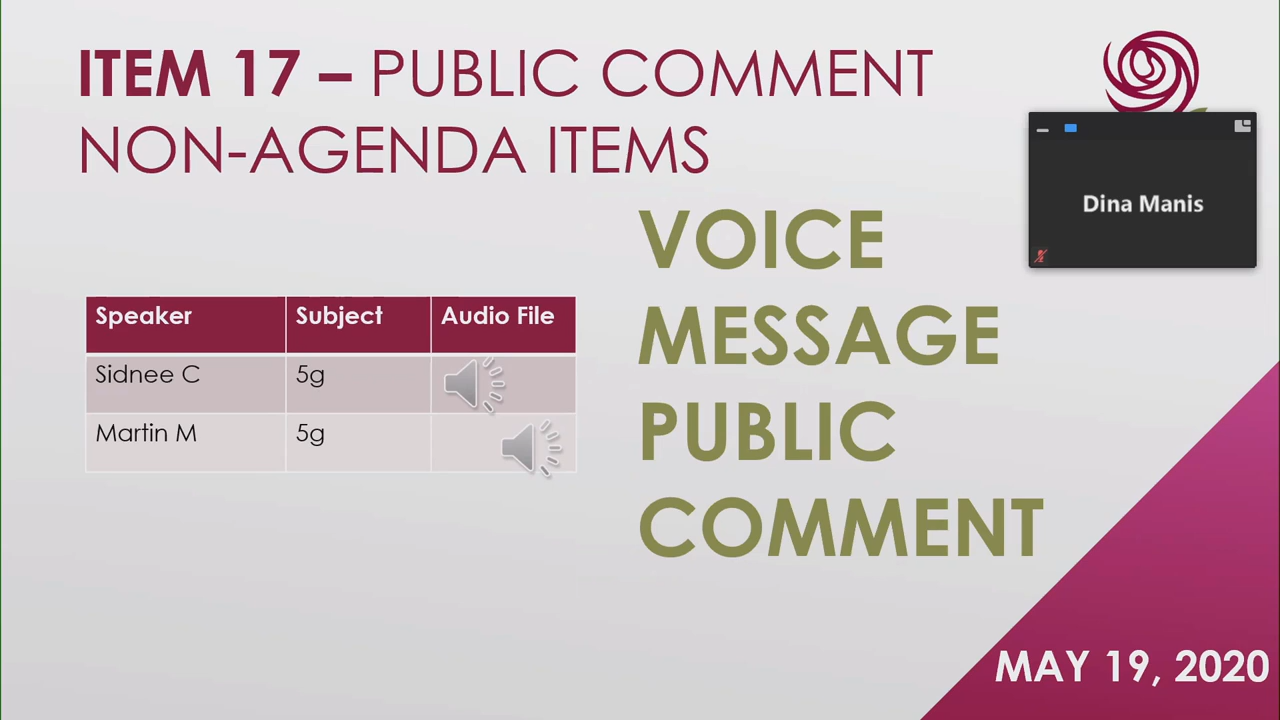 ITEM 17 – PUBLIC COMMENT
NON-AGENDA ITEMS
Dina Manis
VOICE
MESSAGE
PUBLIC
COMMENT
Speaker Subject Audio File
Sidnee C 5g
Martin M 5g
MAY 19, 2020